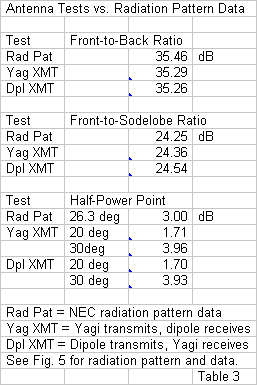 Antenna Tests vs. Radiation Pattern Data
Test Front-to-Back Ratio
Rad Pat 35.46 dB
Yag XMT 35.29
Dpl XMT 35.26
Test Front-to-Sodelobe Ratio
Rad Pat 24.25 dB
Yag XMT 24.36
Dpl XMT 24.54
Test Half-Power Point
Rad Pat 26.3 deg 3.00 dB
Yag XMT 20 deg 1.71
30deg 3.96
Dpl XMT 20 deg 1.70
30 deg 3.93
Rad Pat = NEC radiation pattern data
Yag XMT = Yagi transmits, dipole receives
Dpl XMT = Dipole transmits, Yagi receives
See Fig. 5 for radiation pattern and data.
Table 3